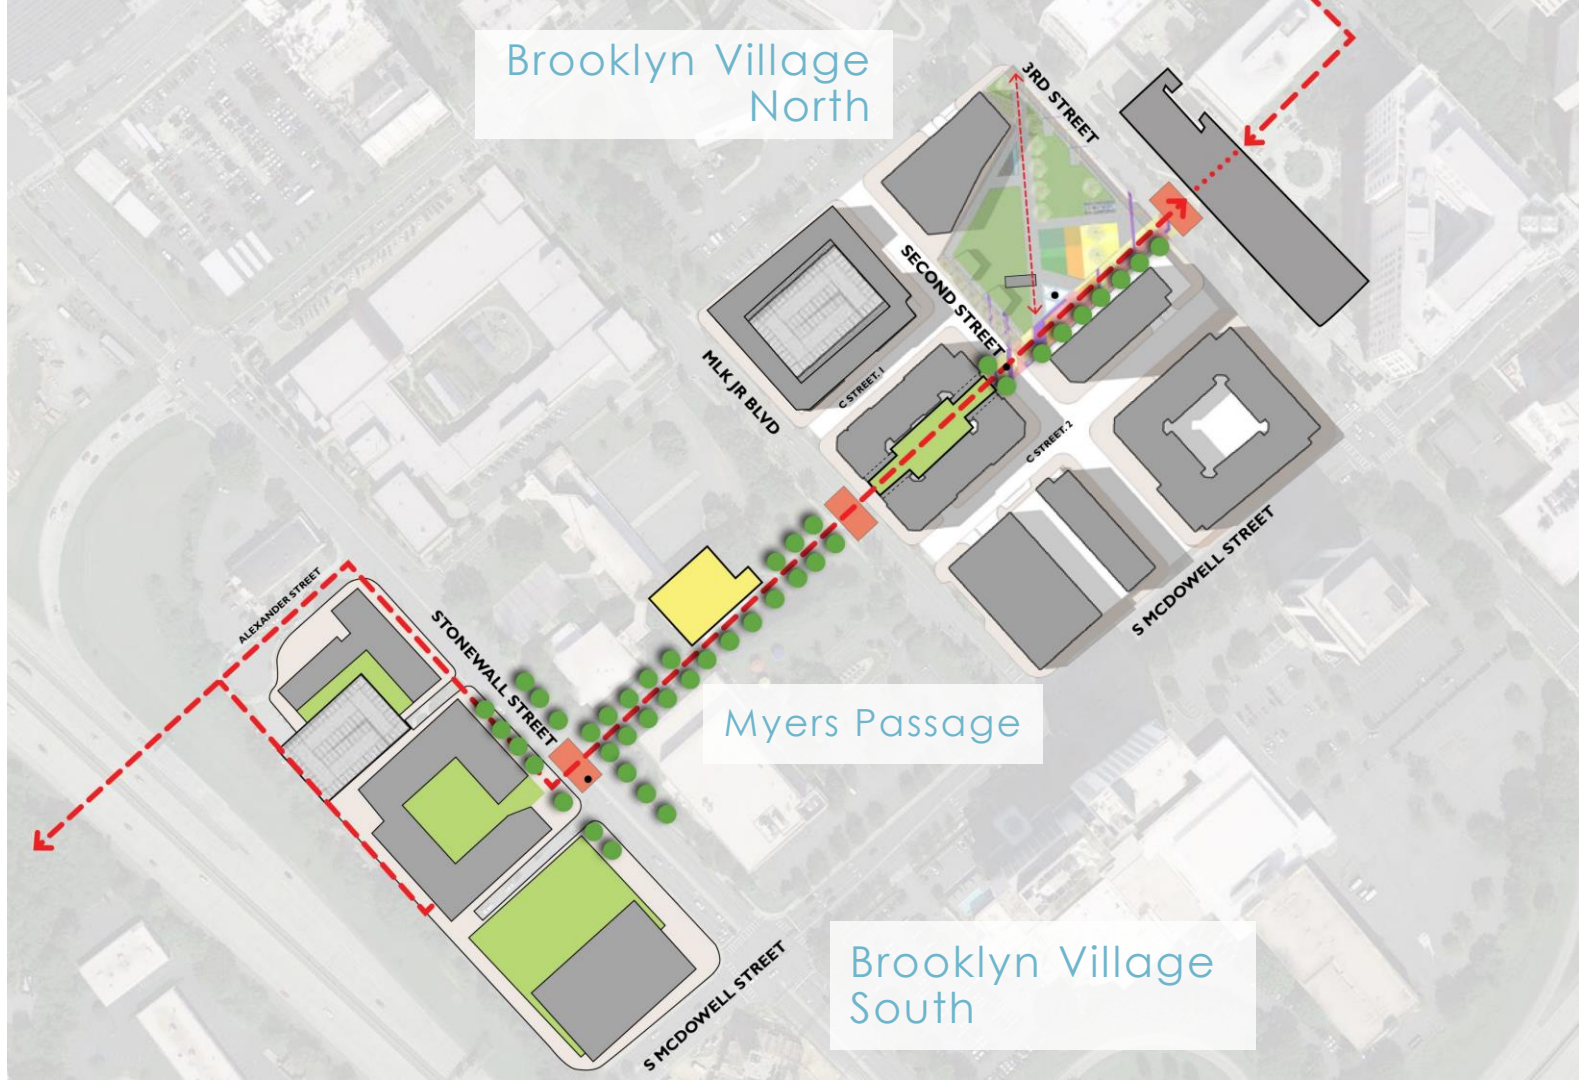 Brooklyn Village
North
3RD STREET
SECOND STREET
MLK JR BLVD
C STREET. 1
C STREET. 2
S MCDOWELL STREET
ALEXANDER STREET
STONEWALL STREET
Myers Passage
Brooklyn Village
South
S MCDOWELL STREET